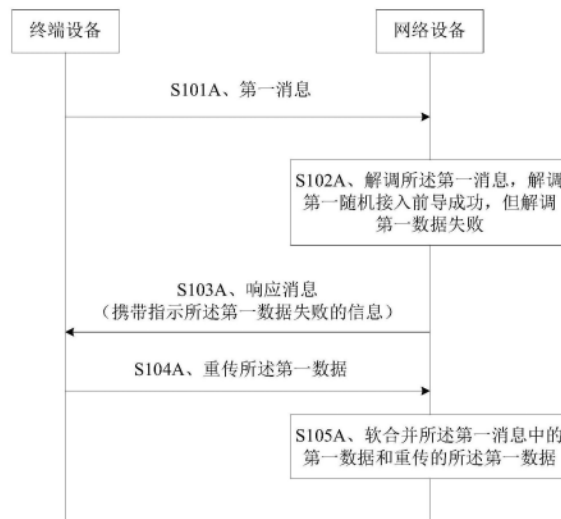 终端设备
网络设备
S101A、第一消息
S102A、解调所述第一消息，解调
第一随机接入前导成功，但解调
第一数据失败
S103A、响应消息
（携带指示所述第一数据失败的信息）
S104A、重传所述第一数据
S105A、软合并所述第一消息中的
第一数据和重传的所述第一数据